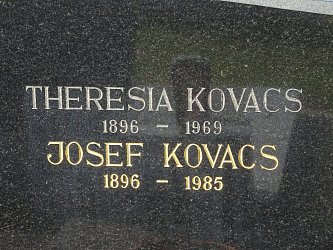 THERESIA KOVACS
1896 – 1969
JOSEF KOVACS
1896 – 1985